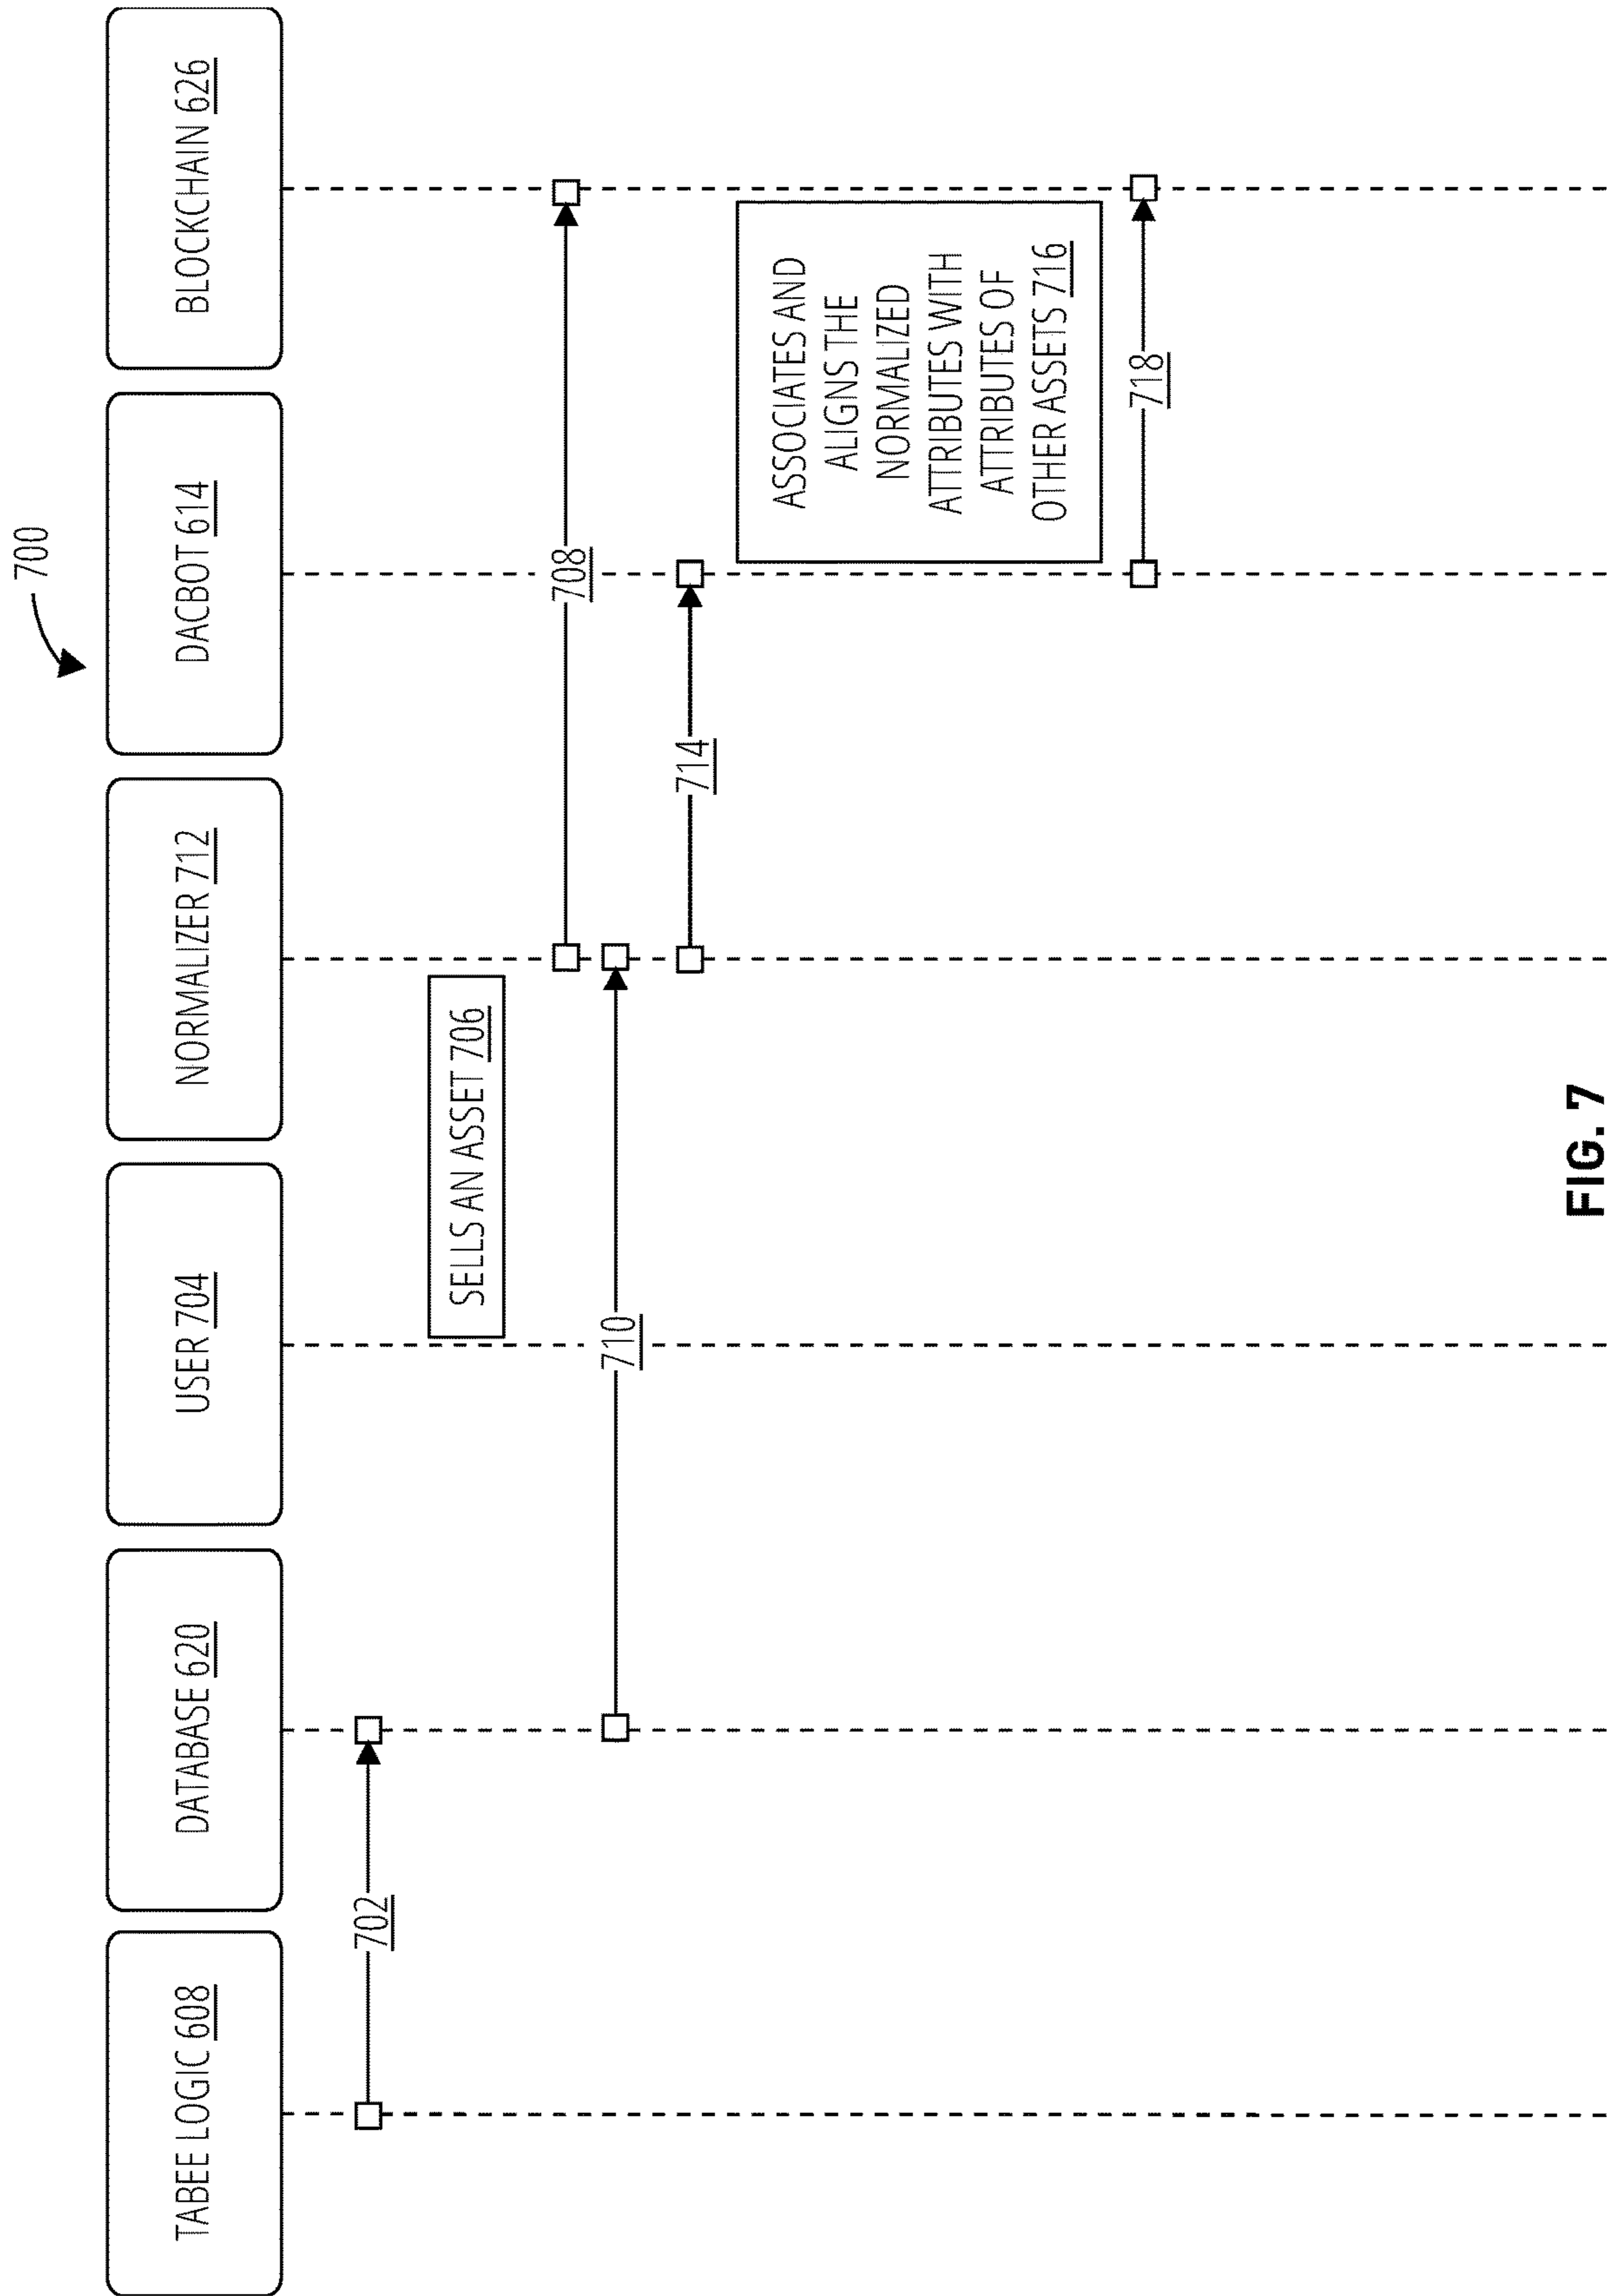 700
TABEE LOGIC 608
DATABASE 620
USER 704
NORMALIZER 712
DACBOT 614
BLOCKCHAIN 626
702
SELLS AN ASSET 706
708
710
714
ASSOCIATES AND
ALIGNS THE
NORMALIZED
ATTRIBUTES WITH
ATTRIBUTES OF
OTHER ASSETS 716
718
FIG. 7